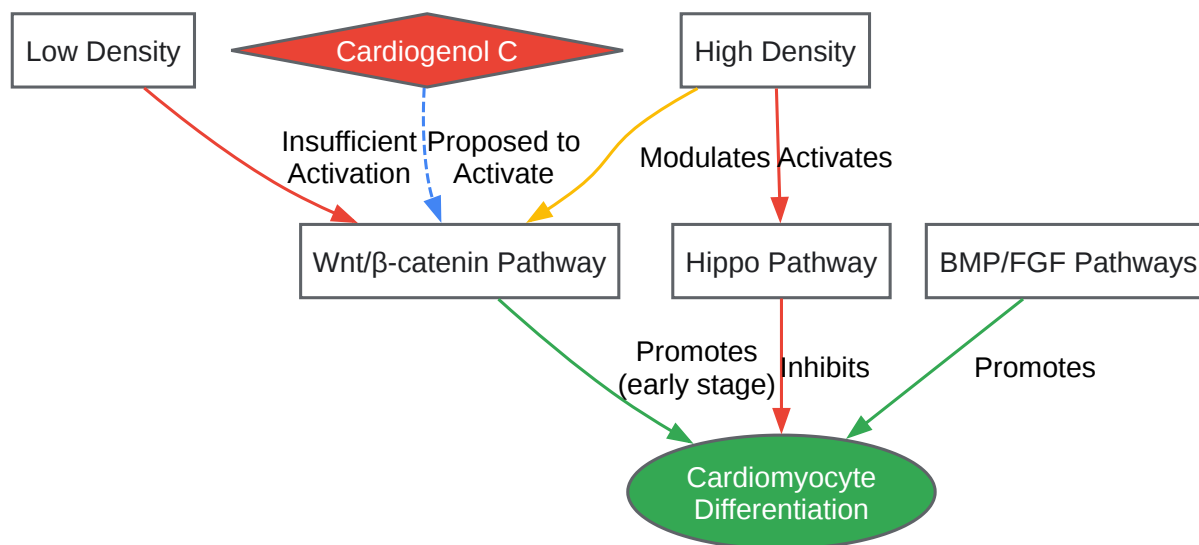 Low Density
Cardiogenol C
High Density
Insufficient
Activation
Proposed to
Activate
Modulates
Activates
Wnt/β-catenin Pathway
Hippo Pathway
BMP/FGF Pathways
Promotes
(early stage)
Inhibits
Promotes
Cardiomyocyte
Differentiation